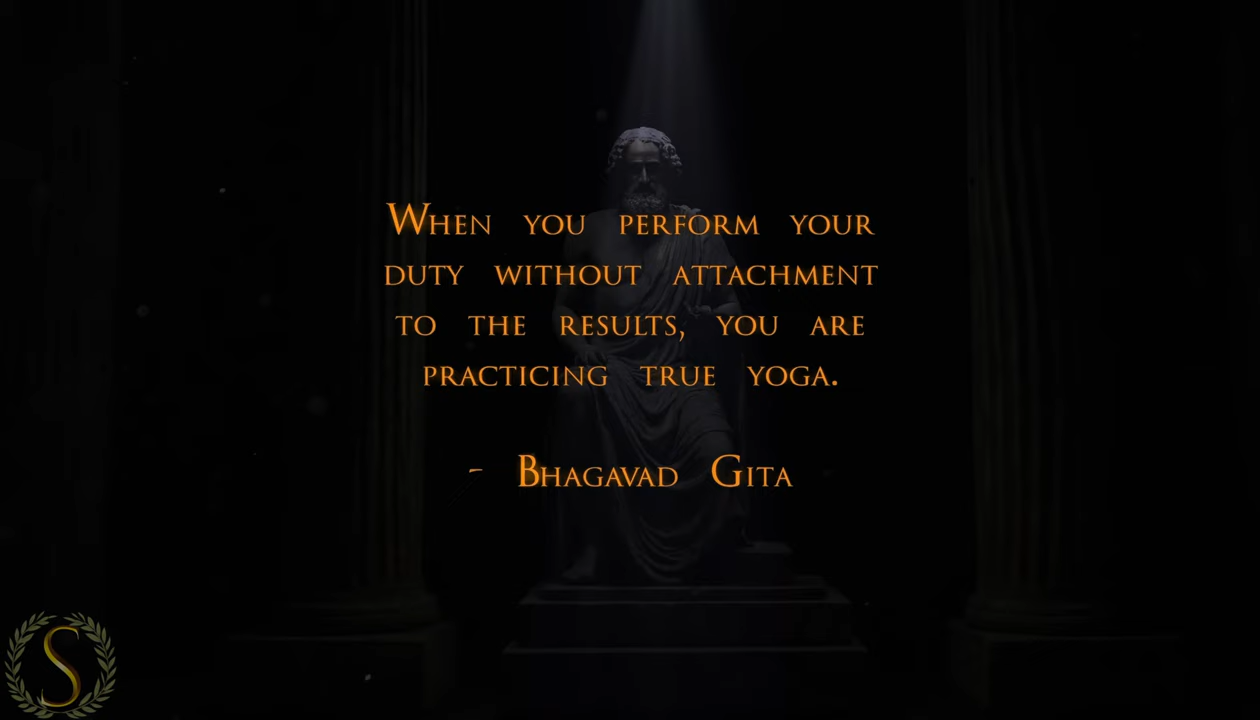 When you perform your
duty without attachment
to the results, you are
practicing true yoga.
- Bhagavad Gita
S